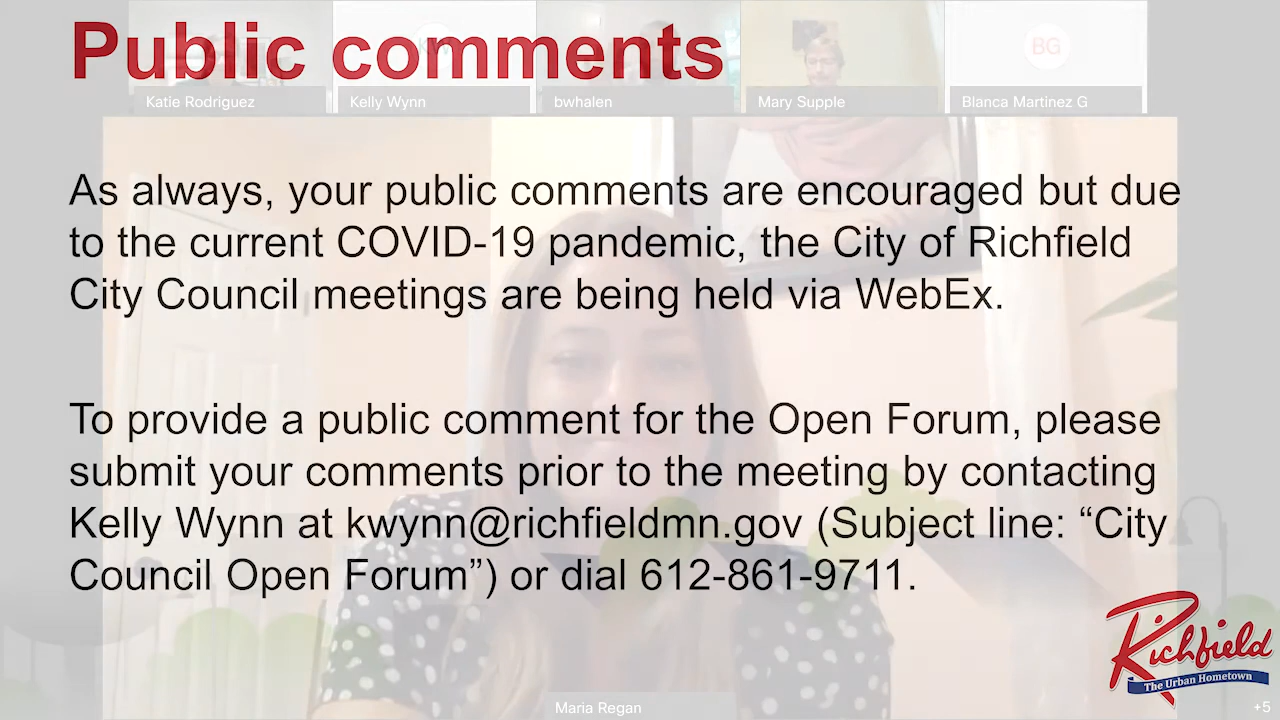 Public comments
BG
Katie Rodriguez
Kelly Wynn
bwhalen
Mary Supple
Blanca Martinez G
As always, your public comments are encouraged but due
to the current COVID-19 pandemic, the City of Richfield
City Council meetings are being held via WebEx.
To provide a public comment for the Open Forum, please
submit your comments prior to the meeting by contacting
Kelly Wynn at kwynn@richfieldmn.gov (Subject line: “City
Council Open Forum”) or dial 612-861-9711.
Richfield
The Urban Hometown
Maria Regan
+5